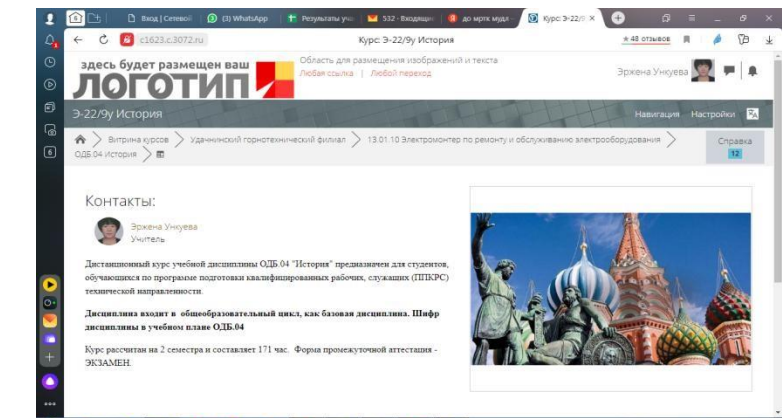 Вход | Сетевой
(3) WhatsApp
Результаты учи
532 · Входящи
до мртк мудл -
Курс: Э-22/9
c1623.c.3072.ru
Курс: Э-22/9у История
★ 48 отзывов
здесь будет размещен ваш
ЛОГОТИП
Область для размещения изображений и текста
Любая ссылка | Любой переход
Эржена Ункуева
Э-22/9у История
Навигация Настройки
Витрина курсов
Удачнинский горнотехнический филиал
13.01.10 Электромонтер по ремонту и обслуживанию электрооборудования
ОДБ.04 История
Справка
12
6
Контакты:
Эржена Ункуева
Учитель
Дистанционный курс учебной дисциплины ОДБ.04 "История" предназначен для студентов,
обучающихся по программе подготовки квалифицированных рабочих, служащих (ППКРС)
технической направленности.
Дисциплина входит в общеобразовательный цикл, как базовая дисциплина. Шифр
дисциплины в учебном плане ОДБ.04
Курс рассчитан на 2 семестра и составляет 171 час. Форма промежуточной аттестация -
ЭКЗАМЕН.